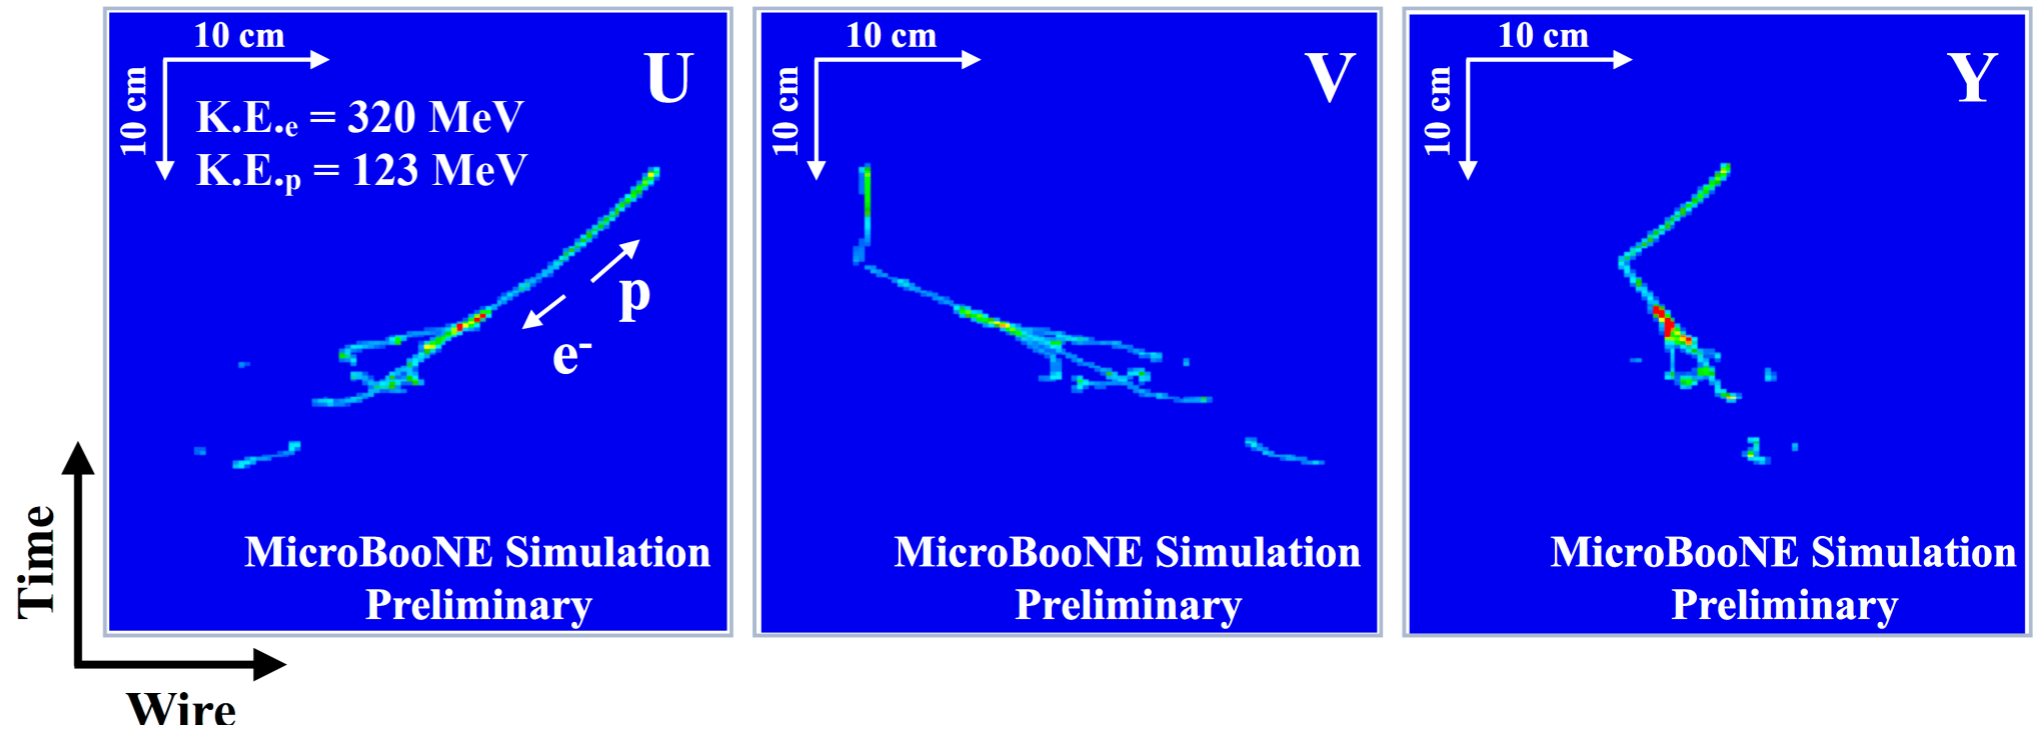 10 cm
U
10 cm
K.E.e = 320 MeV
K.E.p = 123 MeV
p
e-
MicroBooNE Simulation
Preliminary
10 cm
V
10 cm
MicroBooNE Simulation
Preliminary
10 cm
Y
10 cm
MicroBooNE Simulation
Preliminary
Time
Wire